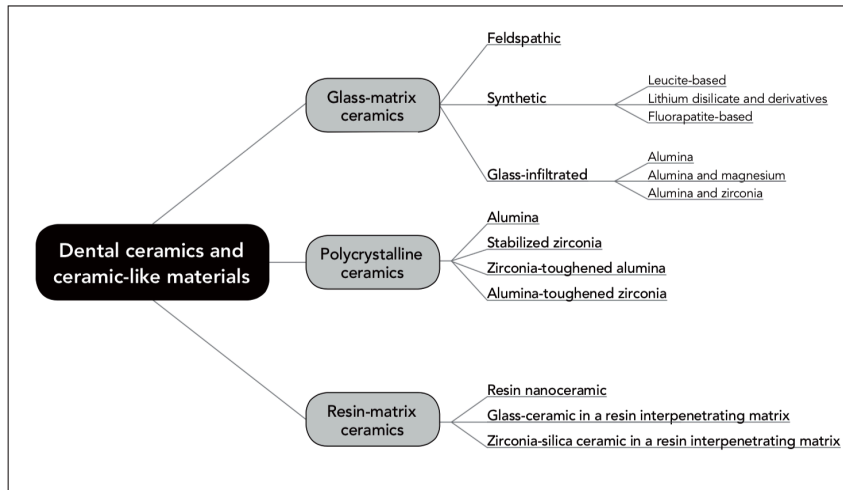 Dental ceramics and
ceramic-like materials
Glass-matrix
ceramics
Feldspathic
Synthetic
Leucite-based
Lithium disilicate and derivatives
Fluorapatite-based
Glass-infiltrated
Alumina
Alumina and magnesium
Alumina and zirconia
Polycrystalline
ceramics
Alumina
Stabilized zirconia
Zirconia-toughened alumina
Alumina-toughened zirconia
Resin-matrix
ceramics
Resin nanoceramic
Glass-ceramic in a resin interpenetrating matrix
Zirconia-silica ceramic in a resin interpenetrating matrix